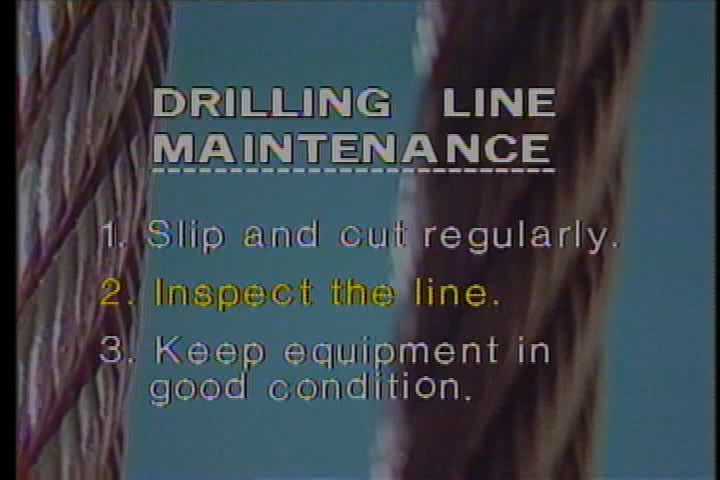 DRILLING LINE
MAINTENANCE
1. Slip and cut regularly.
2. Inspect the line.
3. Keep equipment in
good condition.